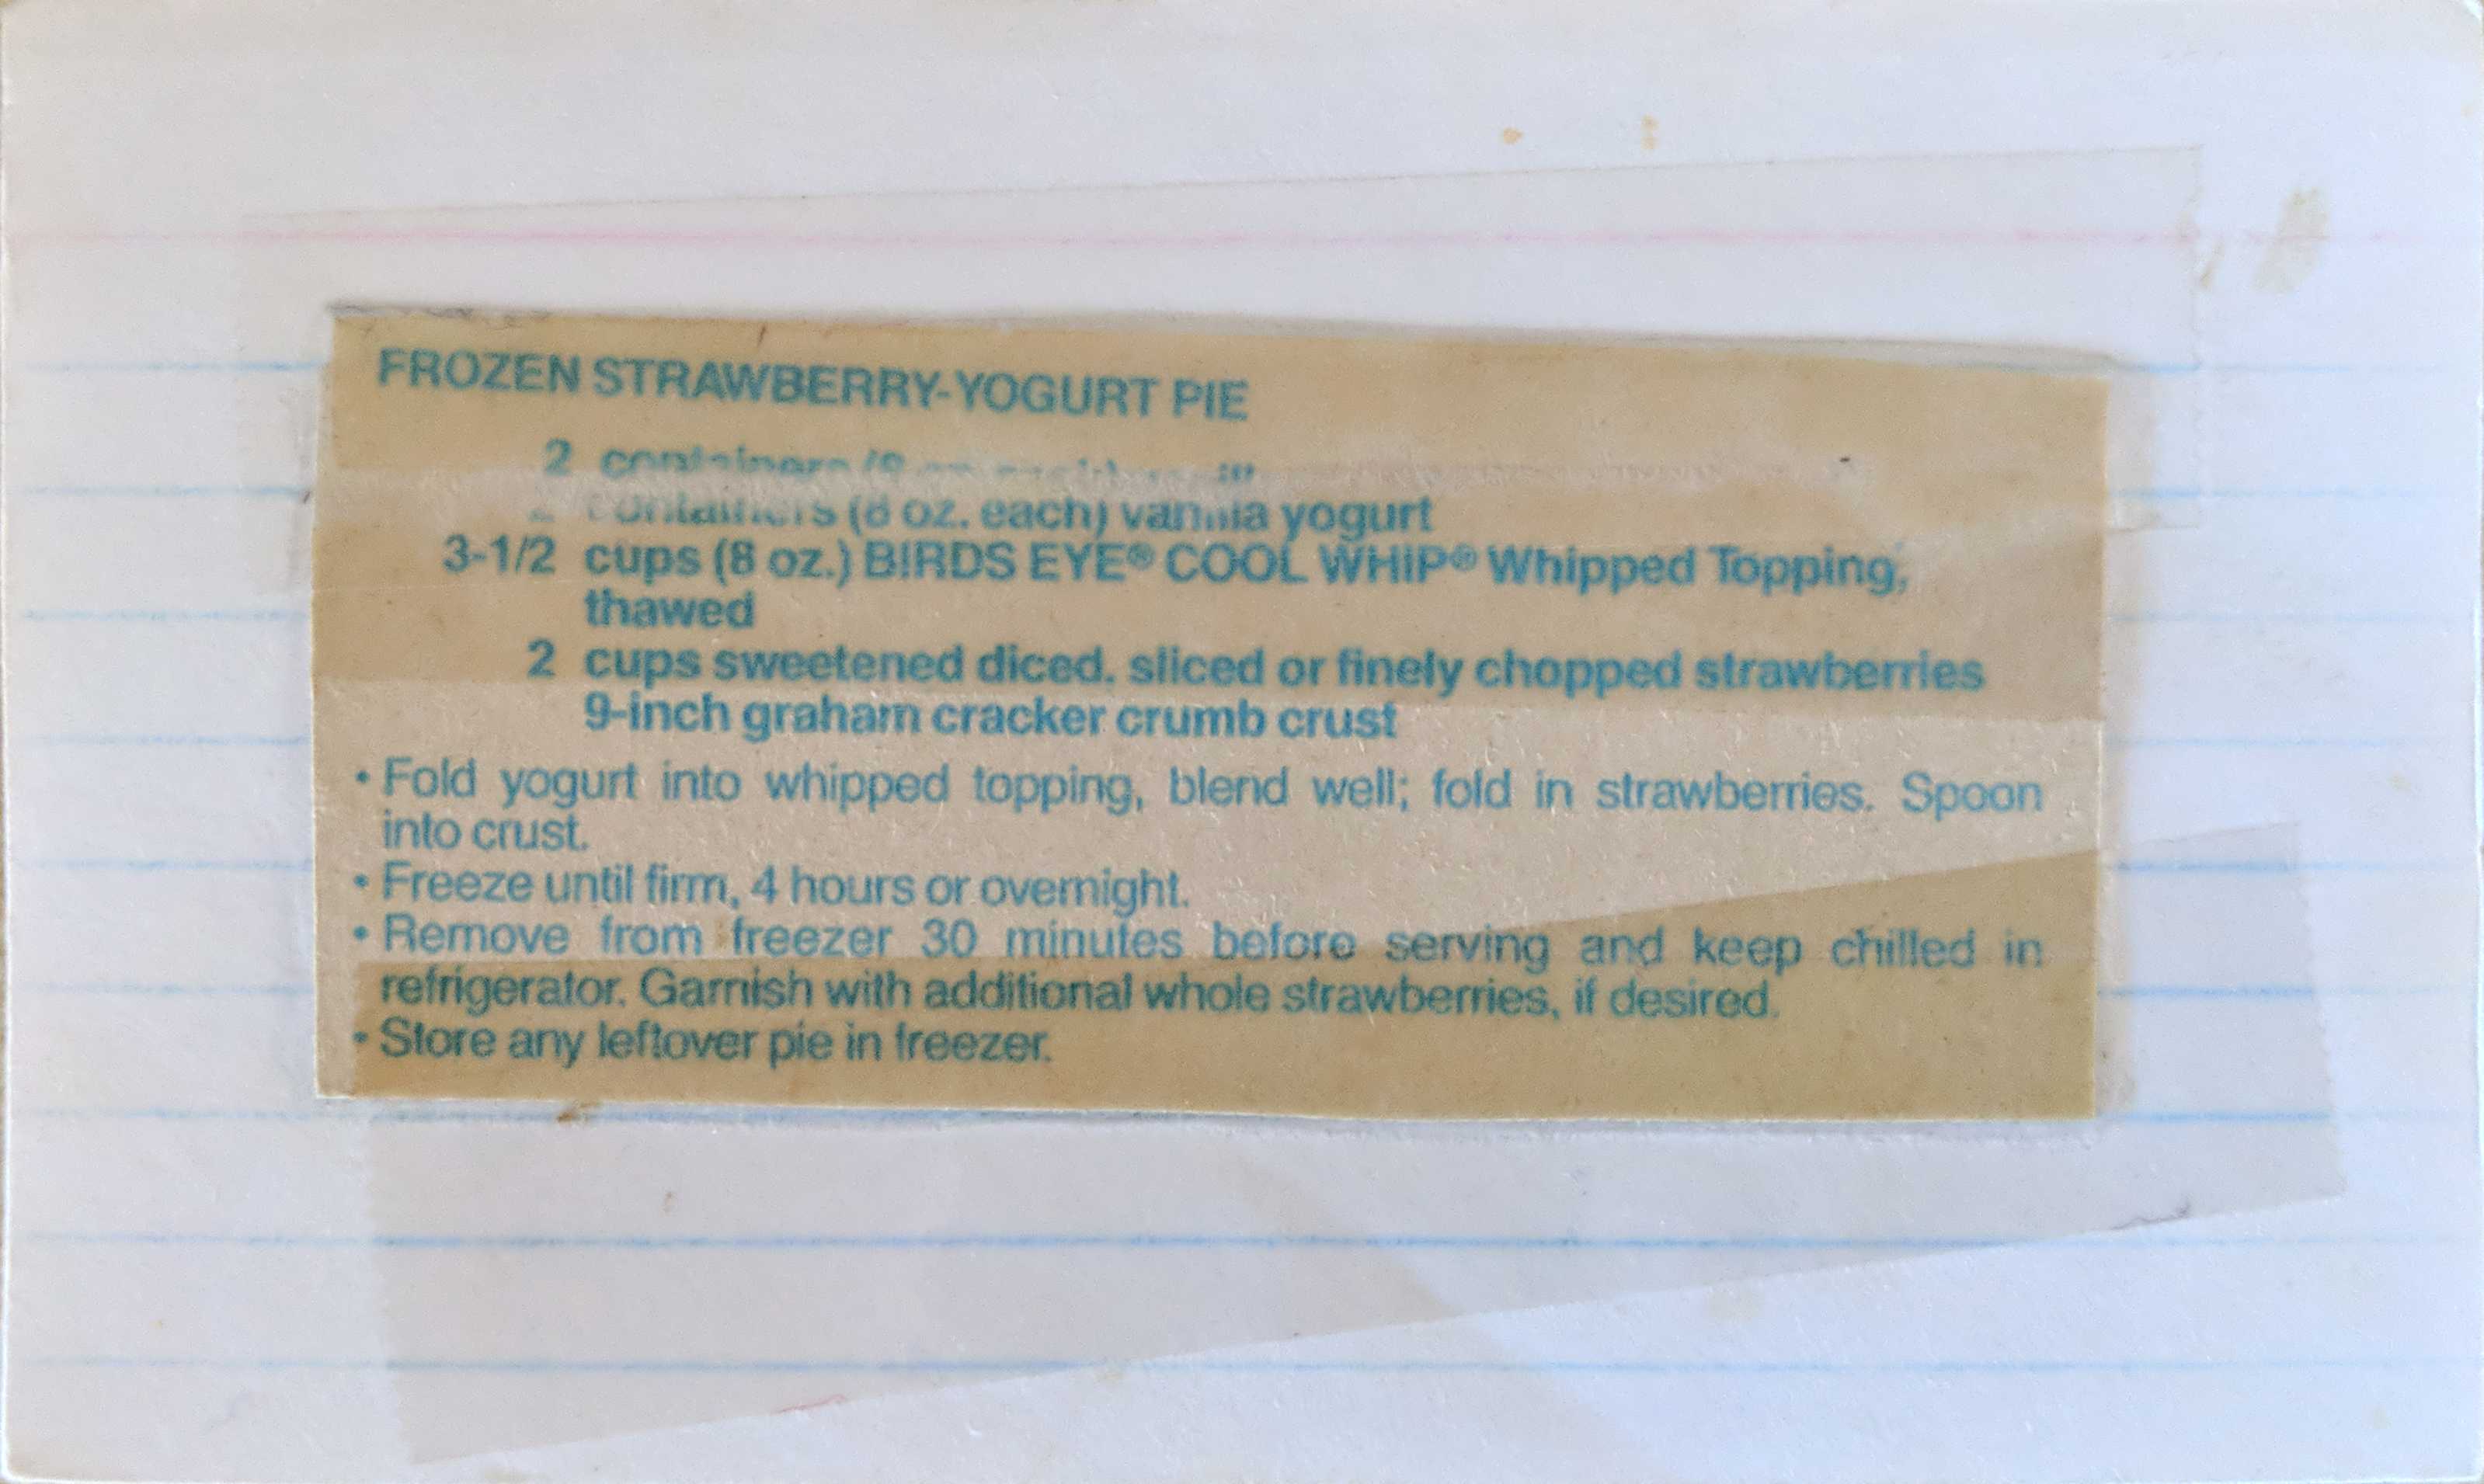 FROZEN STRAWBERRY-YOGURT PIE
2 containers (8 oz. each) vanilla yogurt
3-1/2 cups (8 oz.) BIRDS EYE® COOL WHIP® Whipped Topping,
thawed
2 cups sweetened diced, sliced or finely chopped strawberries
9-inch graham cracker crumb crust
• Fold yogurt into whipped topping, blend well; fold in strawberries. Spoon
into crust.
• Freeze until firm, 4 hours or overnight.
• Remove from freezer 30 minutes before serving and keep chilled in
refrigerator. Garnish with additional whole strawberries, if desired.
• Store any leftover pie in freezer.